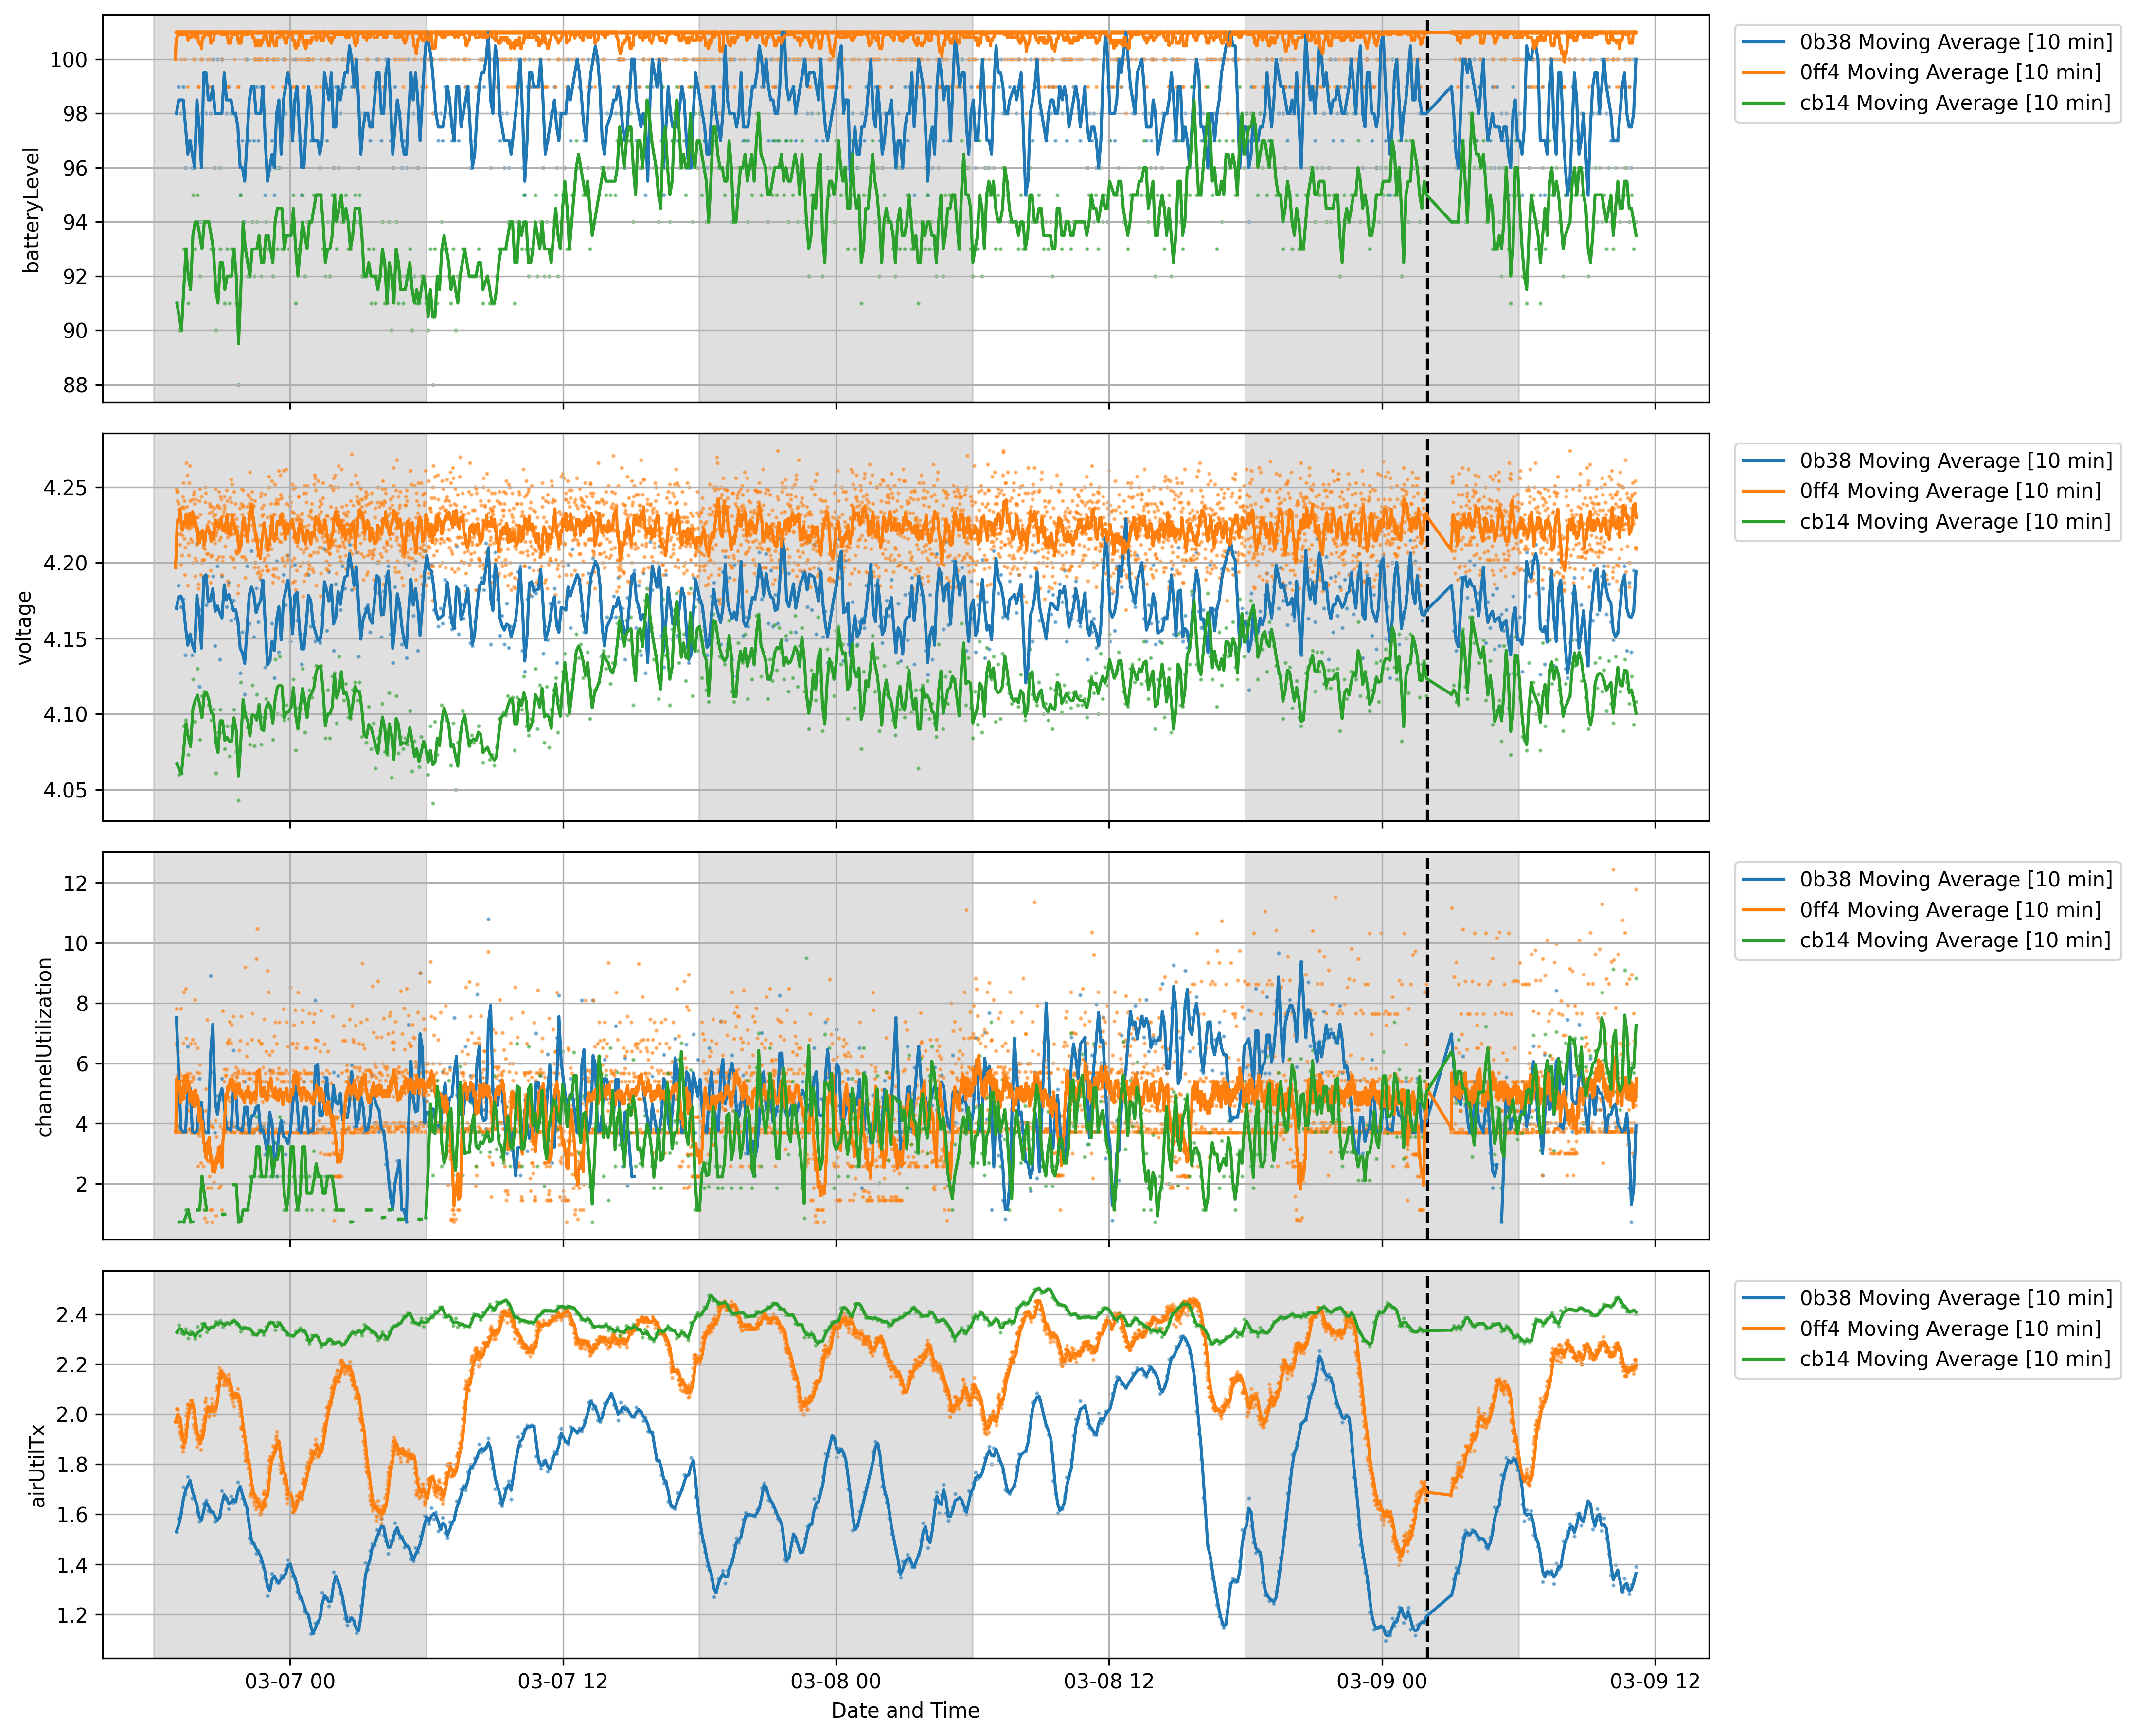 batteryLevel
100
98
96
94
92
90
88
0b38 Moving Average [10 min]
0ff4 Moving Average [10 min]
cb14 Moving Average [10 min]
voltage
4.25
4.20
4.15
4.10
4.05
0b38 Moving Average [10 min]
0ff4 Moving Average [10 min]
cb14 Moving Average [10 min]
channelUtilization
12
10
8
6
4
2
0b38 Moving Average [10 min]
0ff4 Moving Average [10 min]
cb14 Moving Average [10 min]
airUtilTx
2.4
2.2
2.0
1.8
1.6
1.4
1.2
0b38 Moving Average [10 min]
0ff4 Moving Average [10 min]
cb14 Moving Average [10 min]
03-07 00 03-07 12 03-08 00 03-08 12 03-09 00 03-09 12
Date and Time